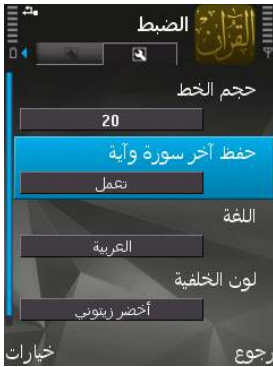 القرآن
الضبط
حجم الخط
20
حفظ آخر سورة وآية
تعمل
اللغة
العربية
لون الخلفية
أخضر زيتوني
رجوع
خيارات